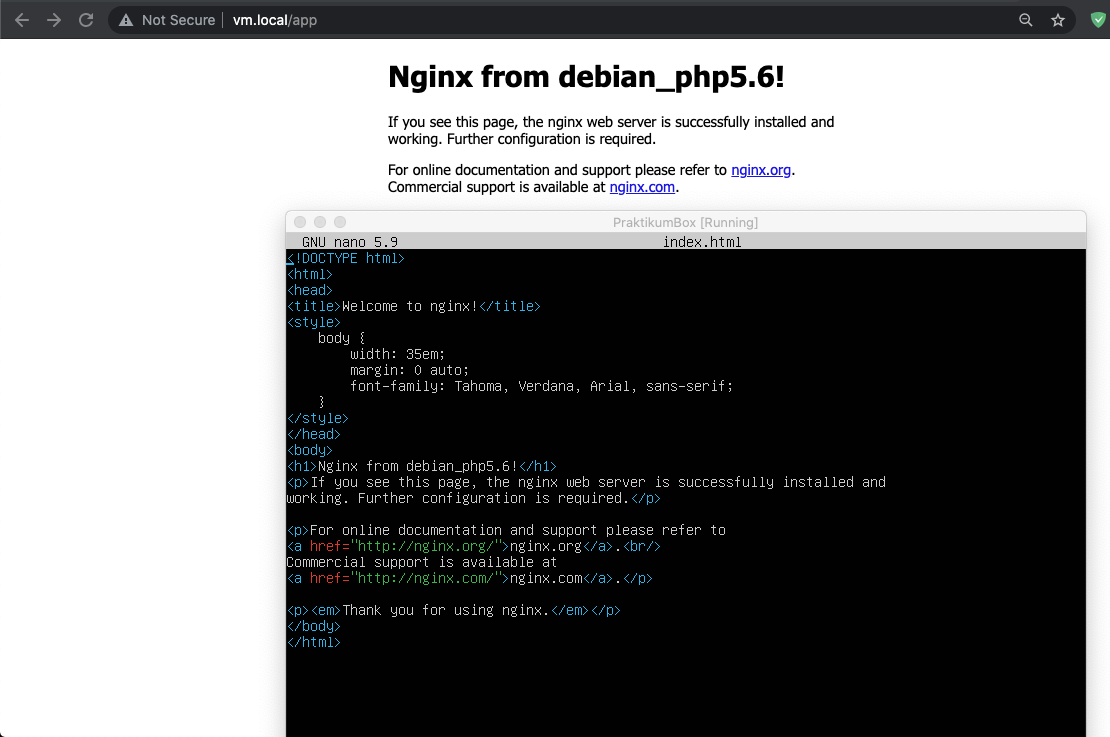 Not Secure | vm.local/app
Nginx from debian_php5.6!
If you see this page, the nginx web server is successfully installed and
working. Further configuration is required.
For online documentation and support please refer to nginx.org.
Commercial support is available at nginx.com.
PraktikumBox [Running]
GNU nano 5.9 index.html
<!DOCTYPE html>
<html>
<head>
<title>Welcome to nginx!</title>
<style>
    body {
        width: 35em;
        margin: 0 auto;
        font-family: Tahoma, Verdana, Arial, sans-serif;
    }
</style>
</head>
<body>
<h1>Nginx from debian_php5.6!</h1>
<p>If you see this page, the nginx web server is successfully installed and
working. Further configuration is required.</p>
<p>For online documentation and support please refer to
<a href="http://nginx.org/">nginx.org</a>.<br/>
Commercial support is available at
<a href="http://nginx.com/">nginx.com</a>.</p>
<p><em>Thank you for using nginx.</em></p>
</body>
</html>